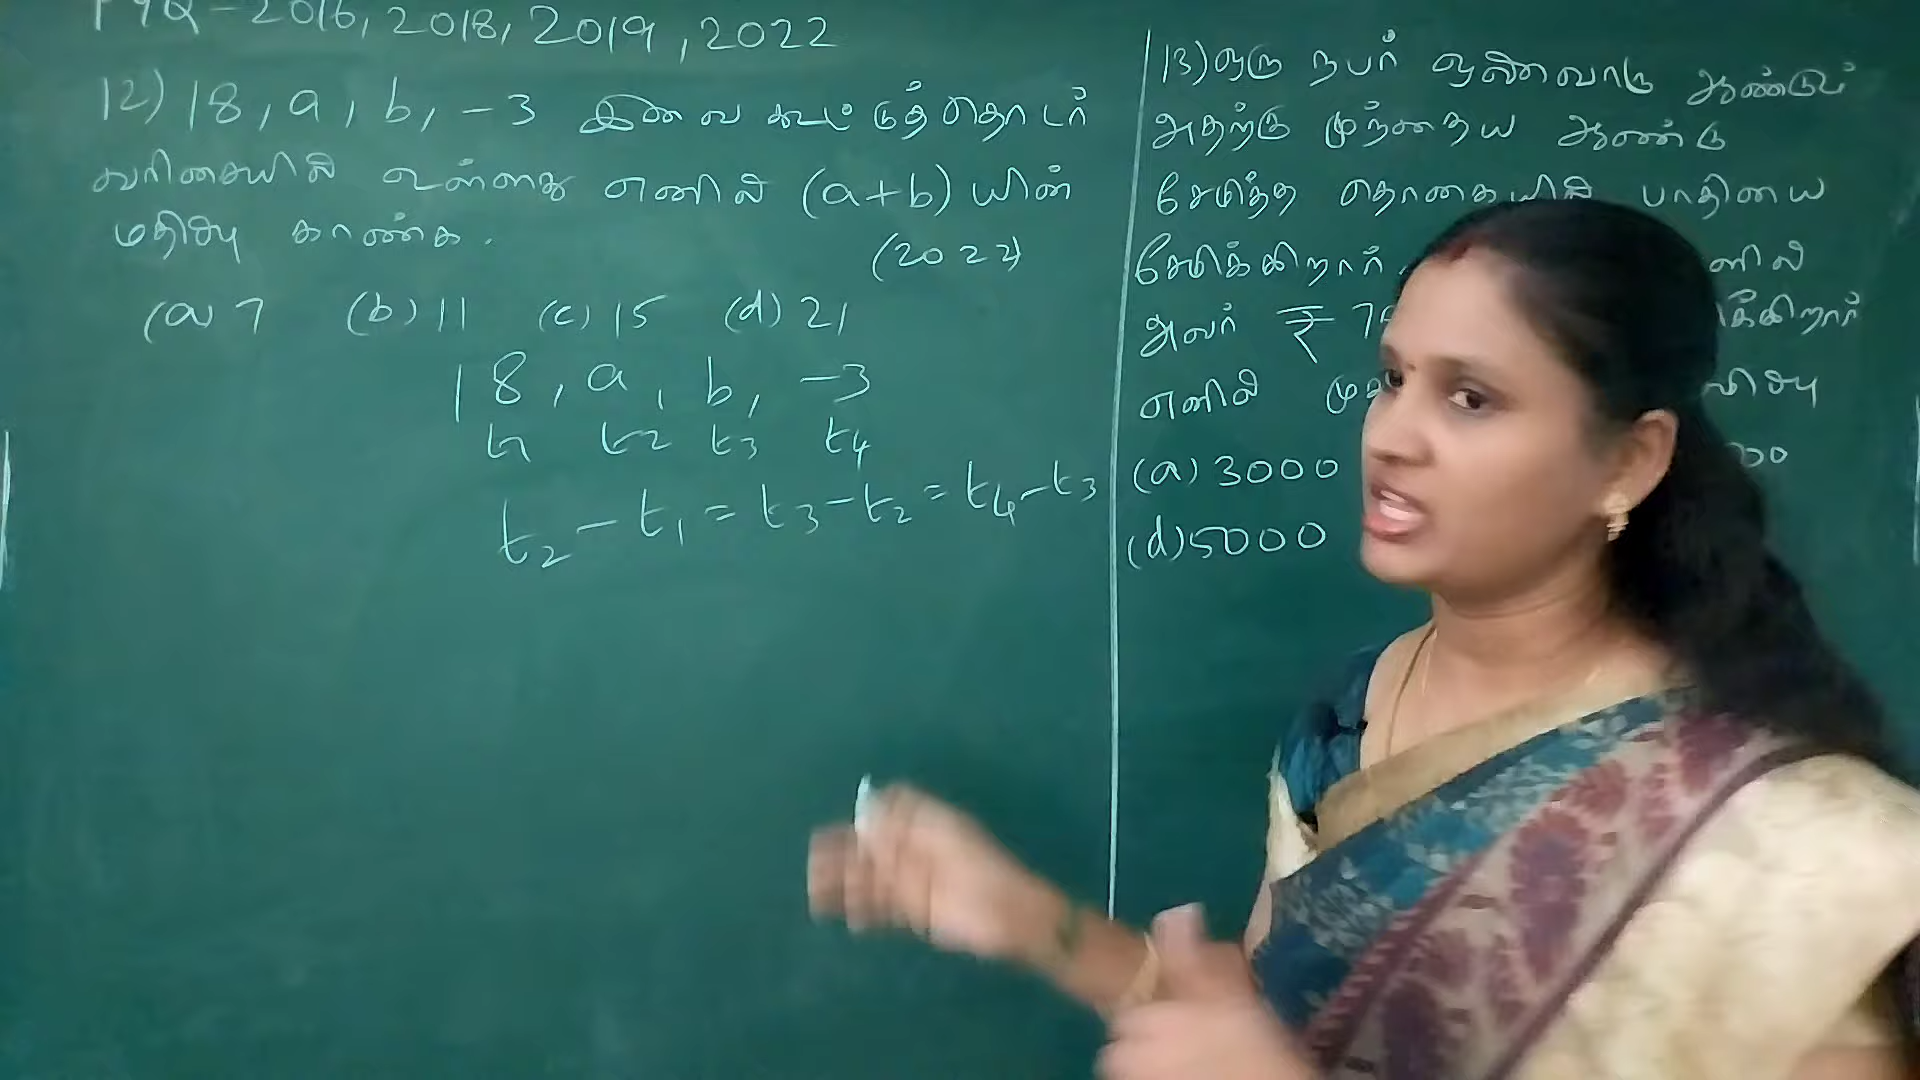 PYQ - 2016, 2018, 2019, 2022
12) 18, a, b, -3 இவை கூட்டுத்தொடர்
வரிசையில் உள்ளது எனில் (a+b) யின்
மதிப்பு காண்க.
(2022)
(a) 7 (b) 11 (c) 15 (d) 21
18, a, b, -3
t1 t2 t3 t4
t2 - t1 = t3 - t2 = t4 - t3
13) ஒரு நபர் ஒவ்வொரு ஆண்டும்
அதற்கு முந்தைய ஆண்டு
சேமித்த தொகையில் பாதியை
சேமிக்கிறார்.
அவர் ₹ 7
எனில்
(a) 3000
(d) 5000